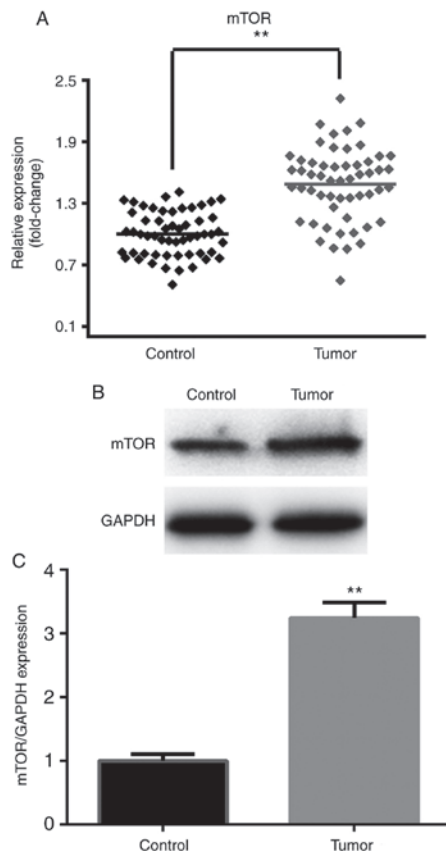 A
mTOR
**
Relative expression
(fold-change)
2.5
1.9
1.3
0.7
0.1
Control
Tumor
B
Control
Tumor
mTOR
GAPDH
C
mTOR/GAPDH expression
4
3
2
1
0
**
Control
Tumor